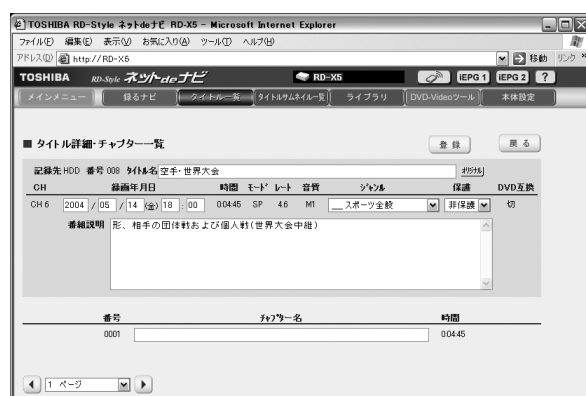 TOSHIBA RD-Style ネットdeナビ RD-X5 - Microsoft Internet Explorer
ファイル(F) 編集(E) 表示(V) お気に入り(A) ツール(T) ヘルプ(H)
アドレス(D) http://RD-X5 移動 リンク »
TOSHIBA RD-Style ネットdeナビ RD-X5 iEPG 1 iEPG 2 ?
メインメニュー 録るナビ タイトル一覧 タイトルサムネイル一覧 ライブラリ DVD-Videoツール 本体設定
■ タイトル詳細・チャプター一覧 登録 戻る
記録先 HDD 番号 008 タイトル名 空手・世界大会 オリジナル
CH 録画年月日 時間 モード レート 音質 ジャンル 保護 DVD互換
CH 6 2004 / 05 / 14 (金) 18 : 00 0:04:45 SP 4.6 M1 __ スポーツ全般 非保護 切
番組説明 形、相手の団体戦および個人戦(世界大会中継)
番号 チャプター名 時間
0001 0:04:45
1 ページ